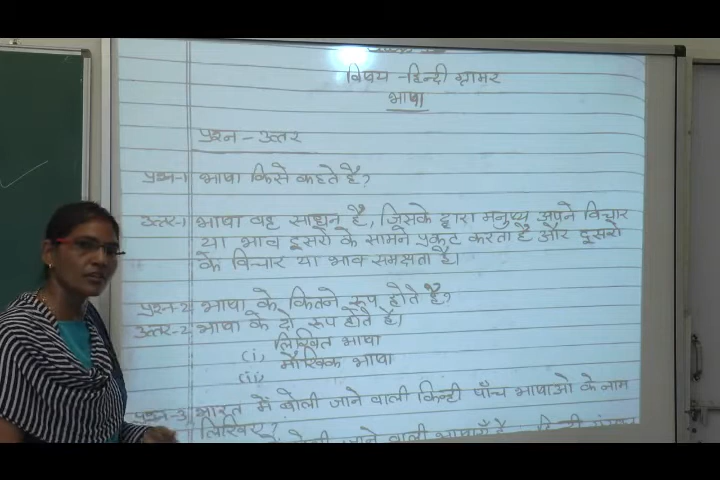 विषय - हिन्दी ग्रामर
भाषा
प्रश्न - उत्तर
प्रश्न-1 भाषा किसे कहते है?
उत्तर-1 भाषा वह साधन है, जिसके द्वारा मनुष्य अपने विचार
या भाव दूसरो के सामने प्रकट करता है और दूसरो
के विचार या भाव समझता है।
प्रश्न-2 भाषा के कितने रूप होते है?
उत्तर-2 भाषा के दो रूप होते है।
लिखित भाषा
(i) मौखिक भाषा
(ii)
प्रश्न-3 भारत में बोली जाने वाली किन्ही पाँच भाषाओ के नाम
लिखिए?
बोली जाने वाली भाषाएँ है - हिन्दी